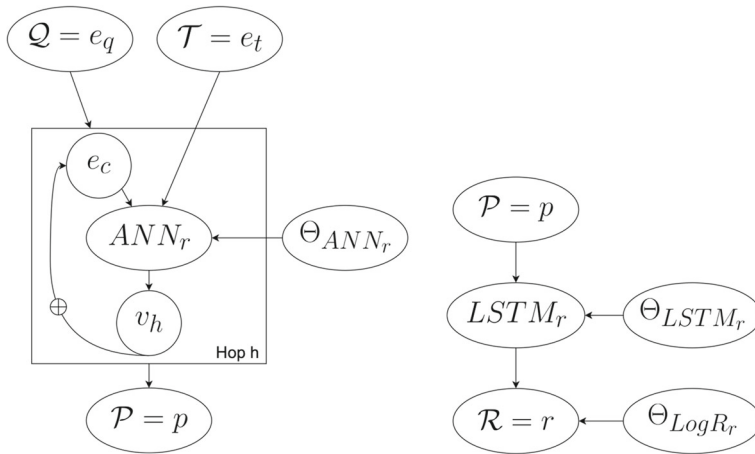 𝒬 = e_q
𝒯 = e_t
e_c
ANN_r
Θ_{ANN_r}
v_h
⊕
Hop h
𝒫 = p
𝒫 = p
LSTM_r
Θ_{LSTM_r}
ℛ = r
Θ_{LogR_r}